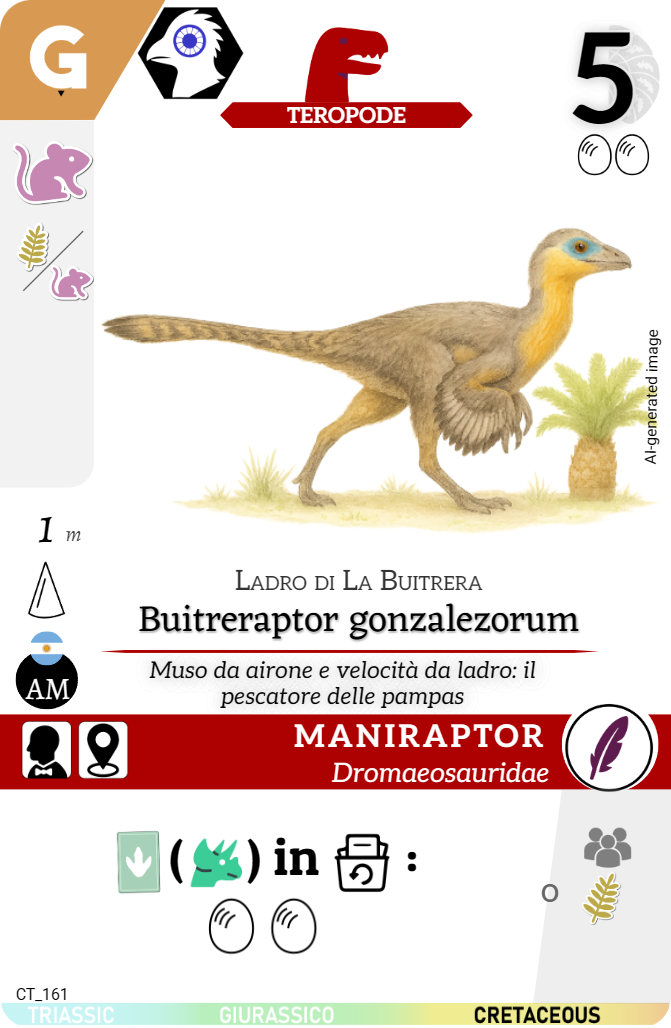 G
TEROPODE
5
AI-generated image
1 m
LADRO DI LA BUITRERA
Buitreraptor gonzalezorum
AM
Muso da airone e velocità da ladro: il
pescatore delle pampas
MANIRAPTOR
Dromaeosauridae
( ) in :
O
CT_161
TRIASSIC GIURASSICO CRETACEOUS